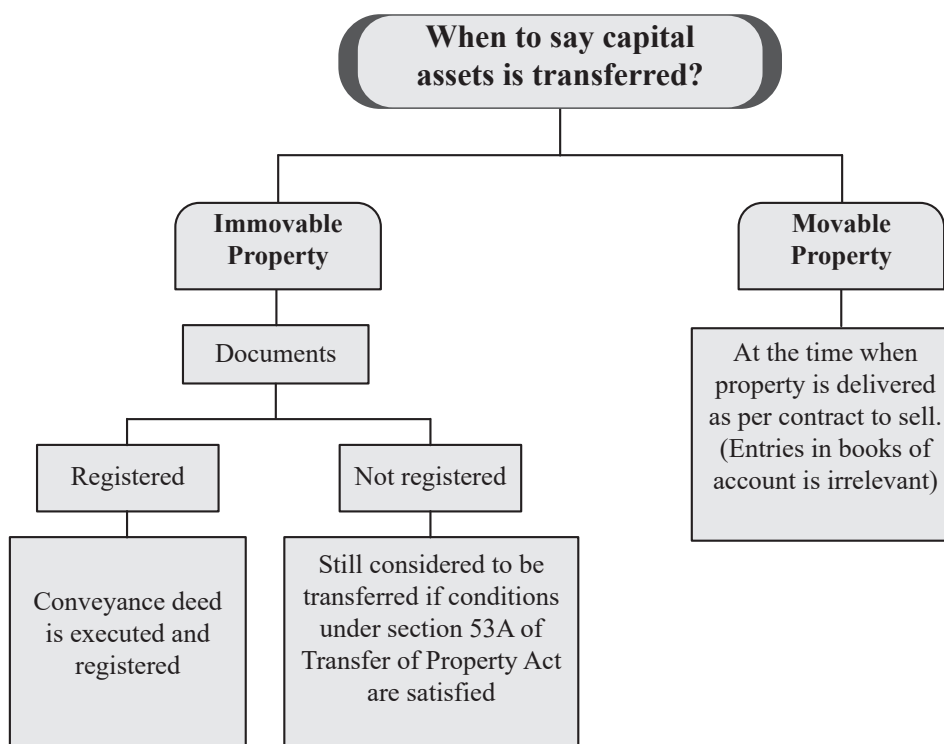 When to say capital
assets is transferred?
Immovable
Property
Movable
Property
Documents
At the time when
property is delivered
as per contract to sell.
(Entries in books of
account is irrelevant)
Registered
Not registered
Conveyance deed
is executed and
registered
Still considered to be
transferred if conditions
under section 53A of
Transfer of Property Act
are satisfied